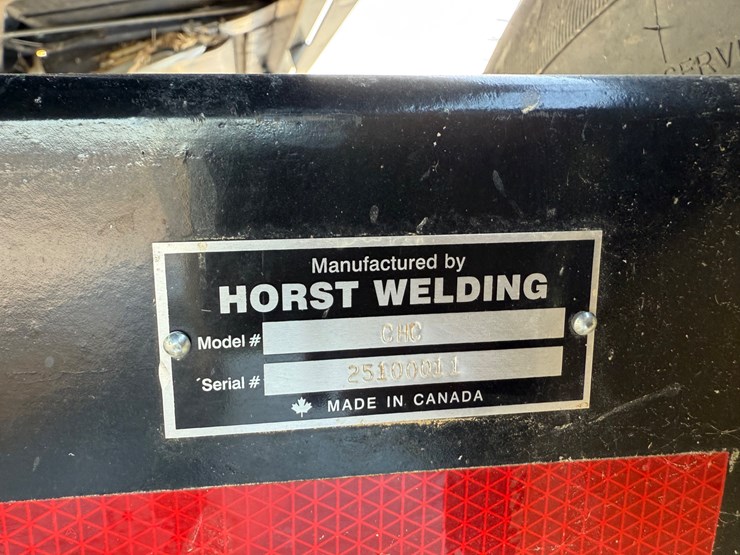 Manufactured by
HORST WELDING
Model # CHC
Serial # 25100011
MADE IN CANADA